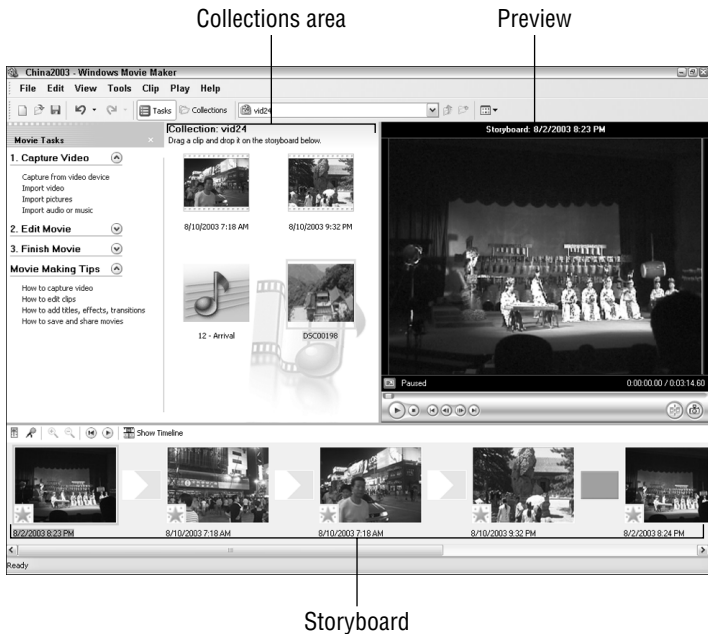 Collections area
Preview
China2003 - Windows Movie Maker
File Edit View Tools Clip Play Help
Tasks Collections vid24
Movie Tasks
1. Capture Video
Capture from video device
Import video
Import pictures
Import audio or music
2. Edit Movie
3. Finish Movie
Movie Making Tips
How to capture video
How to edit clips
How to add titles, effects, transitions
How to save and share movies
Collection: vid24
Drag a clip and drop it on the storyboard below.
8/10/2003 7:18 AM
8/10/2003 9:32 PM
12 - Arrival
DSC00198
Storyboard: 8/2/2003 8:23 PM
Paused
0:00:00.00 / 0:03:14.60
Show Timeline
8/2/2003 8:23 PM
8/10/2003 7:18 AM
8/10/2003 7:18 AM
8/10/2003 9:32 PM
8/2/2003 8:24 PM
Ready
Storyboard